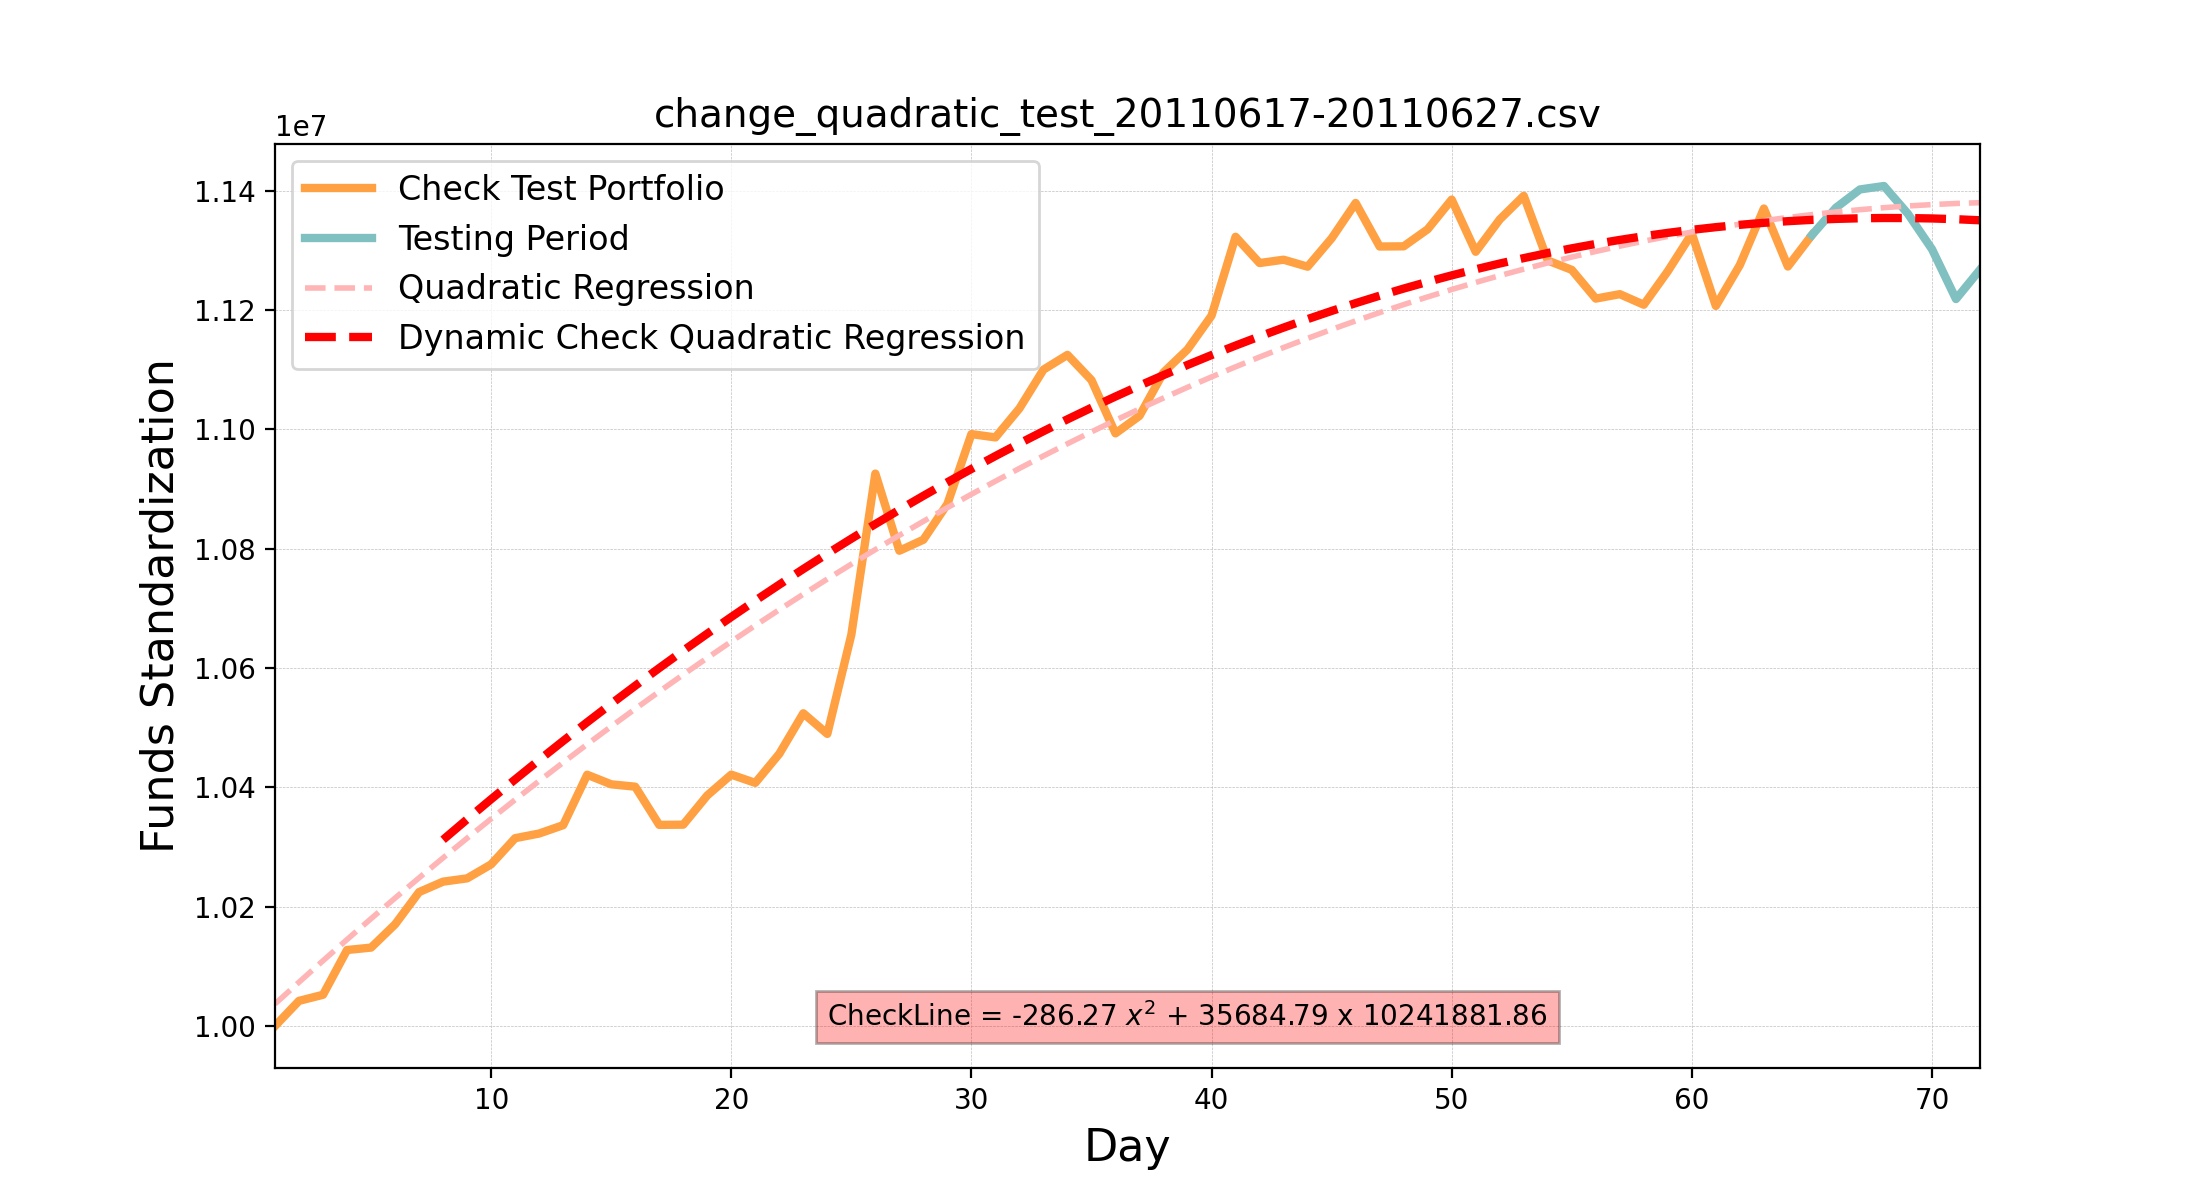 change_quadratic_test_20110617-20110627.csv
1e7
Check Test Portfolio
Testing Period
Quadratic Regression
Dynamic Check Quadratic Regression
1.14
1.12
1.10
1.08
1.06
1.04
1.02
1.00
Funds Standardization
CheckLine = -286.27 x² + 35684.79 x 10241881.86
10 20 30 40 50 60 70
Day